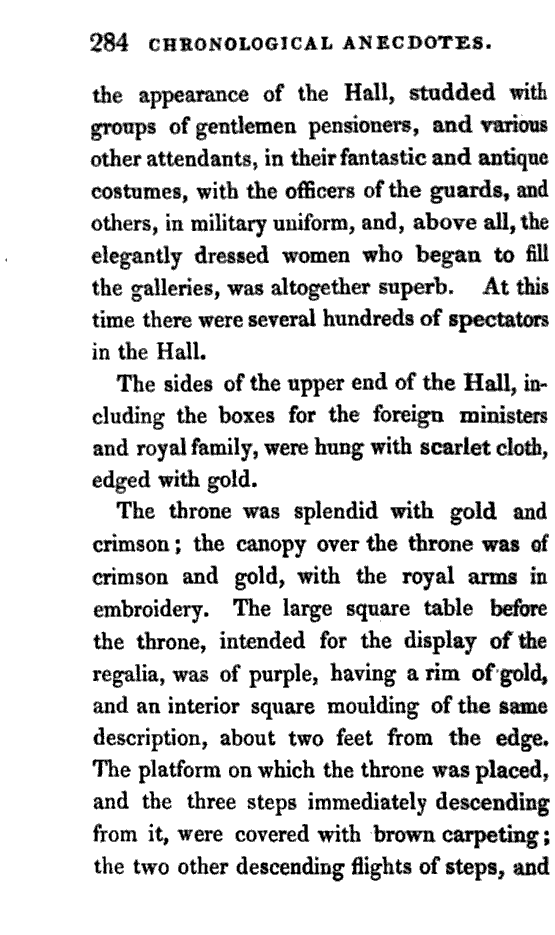 284 CHRONOLOGICAL ANECDOTES.
the appearance of the Hall, studded with
groups of gentlemen pensioners, and various
other attendants, in their fantastic and antique
costumes, with the officers of the guards, and
others, in military uniform, and, above all, the
elegantly dressed women who began to fill
the galleries, was altogether superb. At this
time there were several hundreds of spectators
in the Hall.
The sides of the upper end of the Hall, in-
cluding the boxes for the foreign ministers
and royal family, were hung with scarlet cloth,
edged with gold.
The throne was splendid with gold and
crimson; the canopy over the throne was of
crimson and gold, with the royal arms in
embroidery. The large square table before
the throne, intended for the display of the
regalia, was of purple, having a rim of gold,
and an interior square moulding of the same
description, about two feet from the edge.
The platform on which the throne was placed,
and the three steps immediately descending
from it, were covered with brown carpeting;
the two other descending flights of steps, and